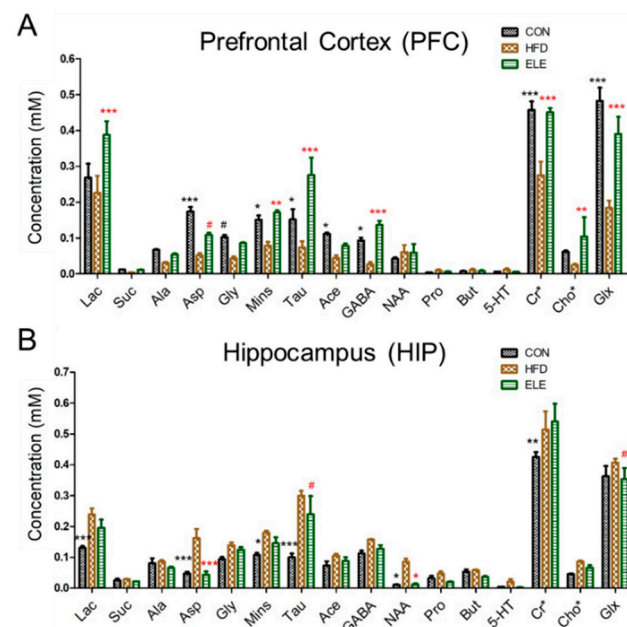 A
Prefrontal Cortex (PFC)
CON
HFD
ELE
Concentration (mM)
0.6
0.5
0.4
0.3
0.2
0.1
0.0
***
***
#
#
*
**
*
***
*
*
***
***
***
**
***
***
Lac
Suc
Ala
Asp
Gly
Mins
Tau
Ace
GABA
NAA
Pro
But
5-HT
Cr*
Cho*
Glx
B
Hippocampus (HIP)
CON
HFD
ELE
Concentration (mM)
0.7
0.6
0.5
0.4
0.3
0.2
0.1
0.0
***
***
***
*
***
#
*
*
**
#
Lac
Suc
Ala
Asp
Gly
Mins
Tau
Ace
GABA
NAA
Pro
But
5-HT
Cr*
Cho*
Glx